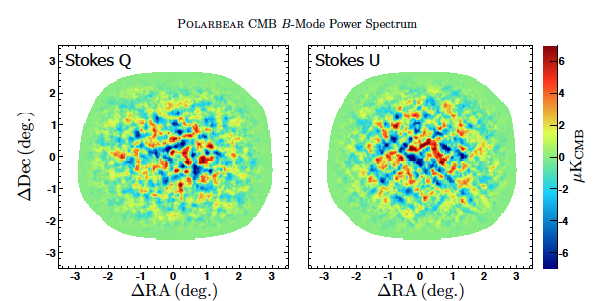 POLARBEAR CMB B-Mode Power Spectrum
Stokes Q
Stokes U
3
2
1
0
-1
-2
-3
ΔDec (deg.)
-3 -2 -1 0 1 2 3
-3 -2 -1 0 1 2 3
ΔRA (deg.)
ΔRA (deg.)
6
4
2
0
-2
-4
-6
μK_CMB